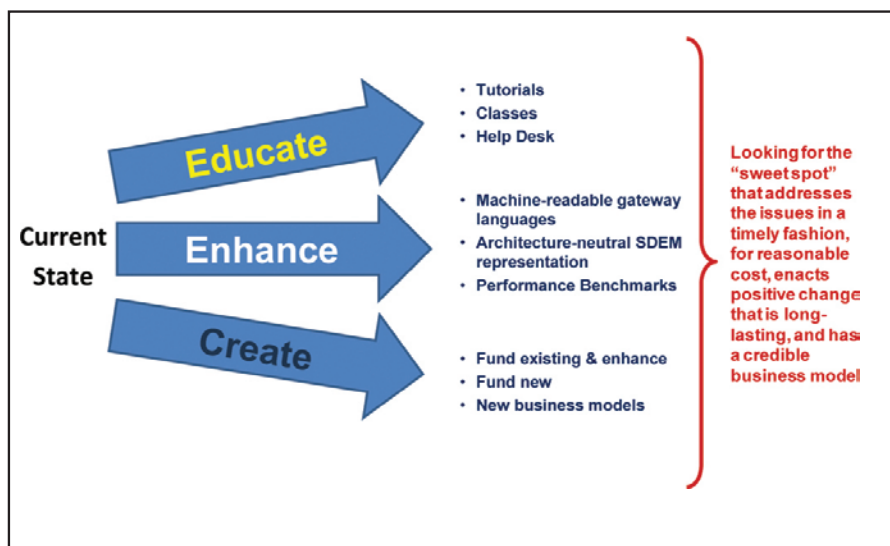 Current
State
Educate
• Tutorials
• Classes
• Help Desk
Enhance
• Machine-readable gateway
languages
• Architecture-neutral SDEM
representation
• Performance Benchmarks
Create
• Fund existing & enhance
• Fund new
• New business models
Looking for the
“sweet spot”
that addresses
the issues in a
timely fashion,
for reasonable
cost, enacts
positive change
that is long-
lasting, and has
a credible
business model